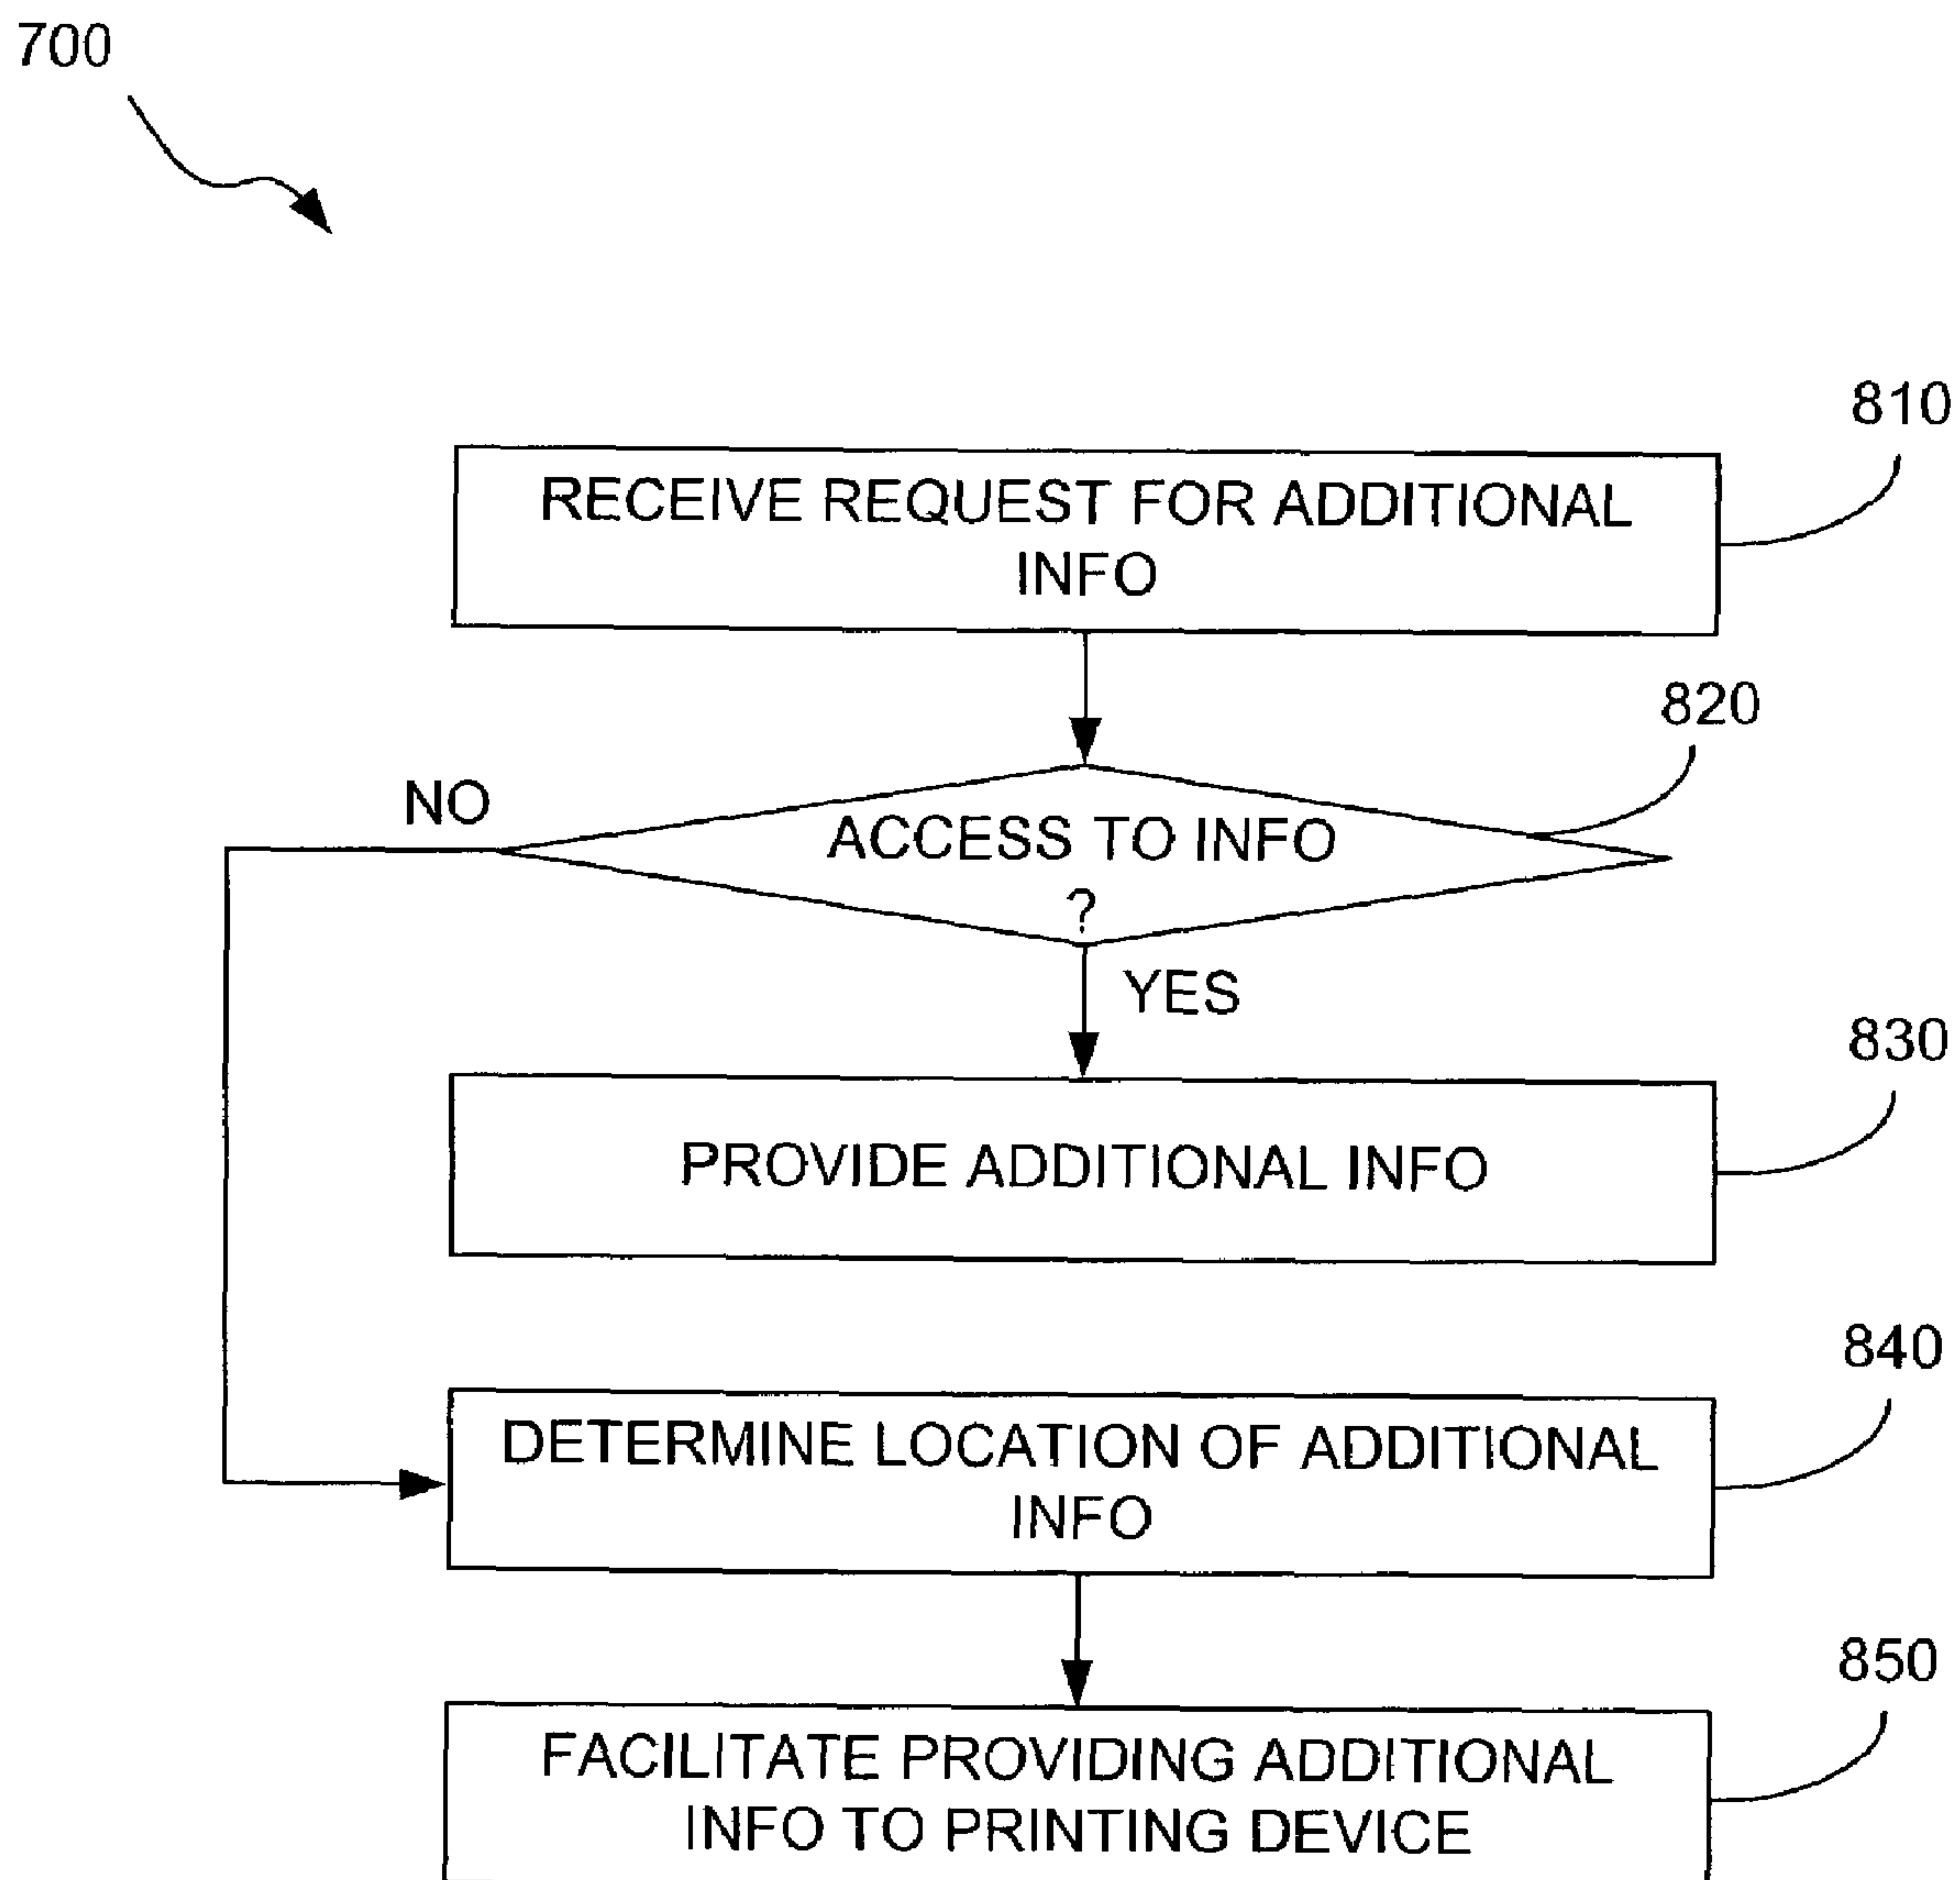 700
810
RECEIVE REQUEST FOR ADDITIONAL
INFO
820
NO
ACCESS TO INFO
?
YES
830
PROVIDE ADDITIONAL INFO
840
DETERMINE LOCATION OF ADDITIONAL
INFO
850
FACILITATE PROVIDING ADDITIONAL
INFO TO PRINTING DEVICE